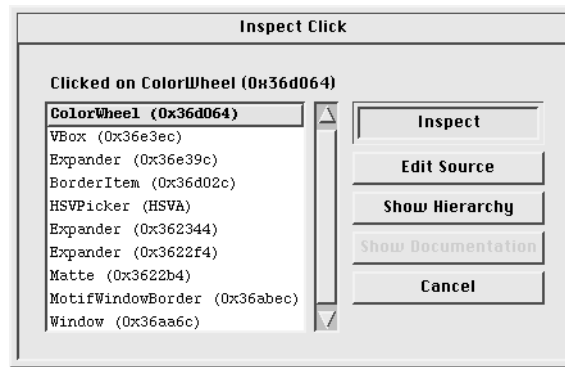 Inspect Click
Clicked on ColorWheel (0x36d064)
ColorWheel (0x36d064)
VBox (0x36e3ec)
Expander (0x36e39c)
BorderItem (0x36d02c)
HSVPicker (HSVA)
Expander (0x362344)
Expander (0x3622f4)
Matte (0x3622b4)
MotifWindowBorder (0x36abec)
Window (0x36aa6c)
Inspect
Edit Source
Show Hierarchy
Show Documentation
Cancel